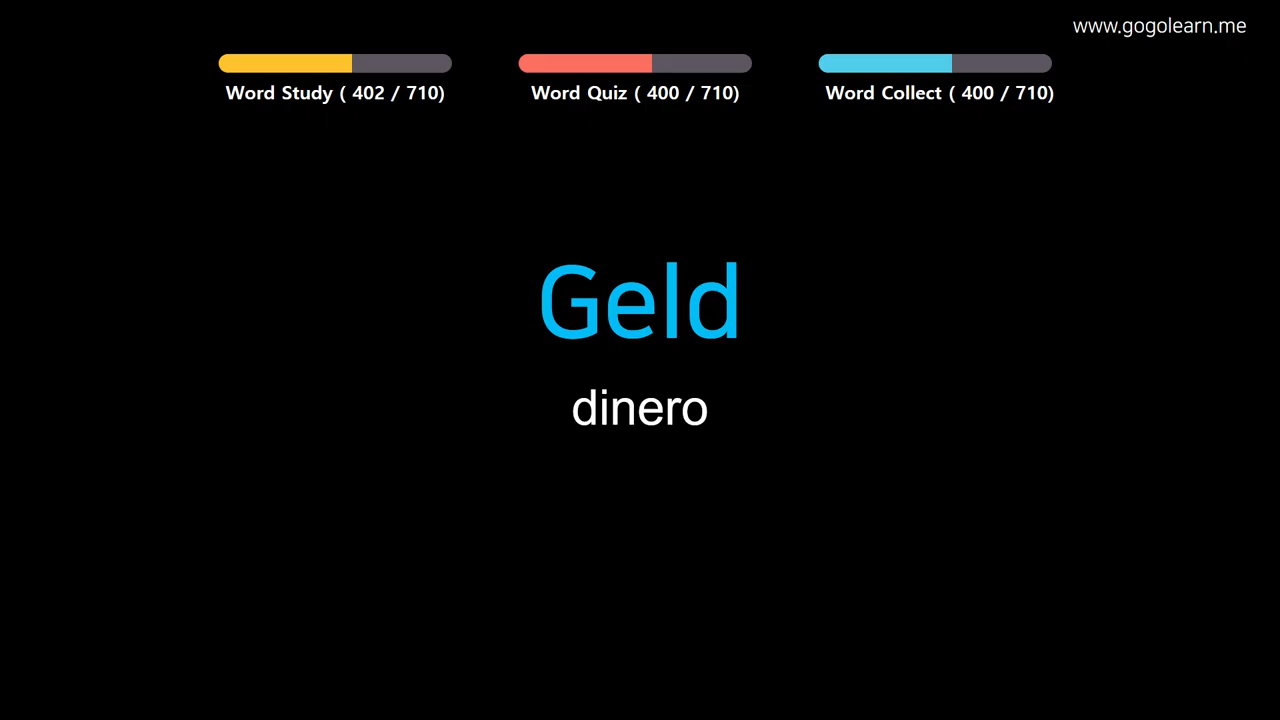 www.gogolearn.me
Word Study ( 402 / 710)
Word Quiz ( 400 / 710)
Word Collect ( 400 / 710)
Geld
dinero